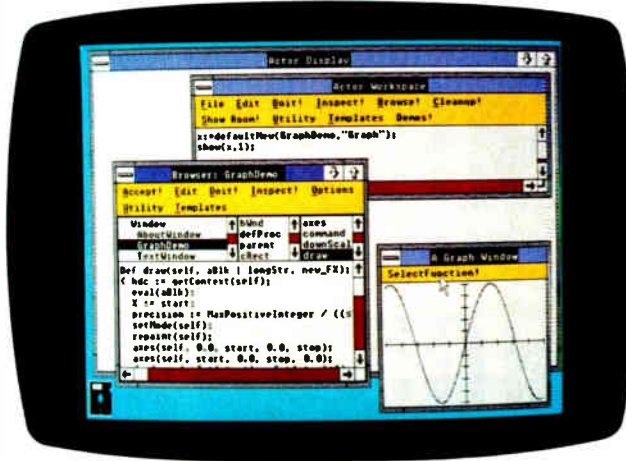 Actor Display
Actor Workspace
File Edit Doit! Inspect! Browse! Cleanup!
Show Room! Utility Templates Demos!
x:=defaultNew(GraphDemo,"Graph");
show(x,1);
Browser: GraphDemo
Accept! Edit Doit! Inspect! Options
Utility Templates
Window
AboutWindow
GraphDemo
TextWindow
hWnd
defProc
parent
cRect
axes
command
downScal
draw
Def draw(self, aBlk | longStr, new_FX);
{ hdc := getContext(self);
eval(aBlk);
X := start;
precision := MaxPositiveInteger / ((s
setMode(self);
repaint(self);
axes(self, 0.0, start, 0.0, stop);
axes(self, start, 0.0, stop, 0.0);
A Graph Window
SelectFunction!